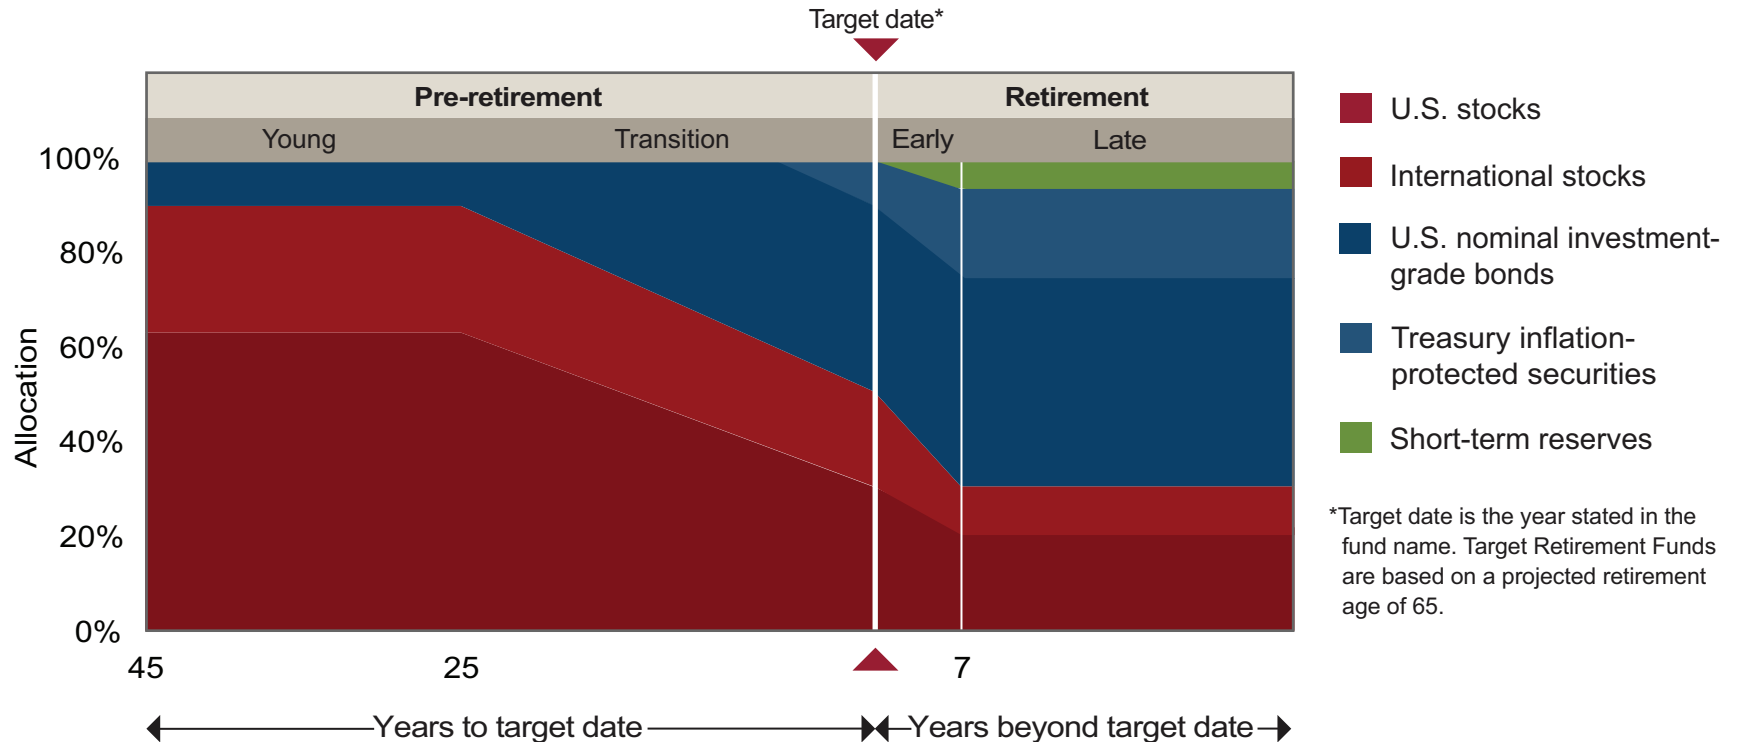 Target date*
Pre-retirement
Retirement
Young
Transition
Early
Late
100%
80%
60%
40%
20%
0%
Allocation
45
25
7
Years to target date
Years beyond target date
U.S. stocks
International stocks
U.S. nominal investment-
grade bonds
Treasury inflation-
protected securities
Short-term reserves
*Target date is the year stated in the
fund name. Target Retirement Funds
are based on a projected retirement
age of 65.